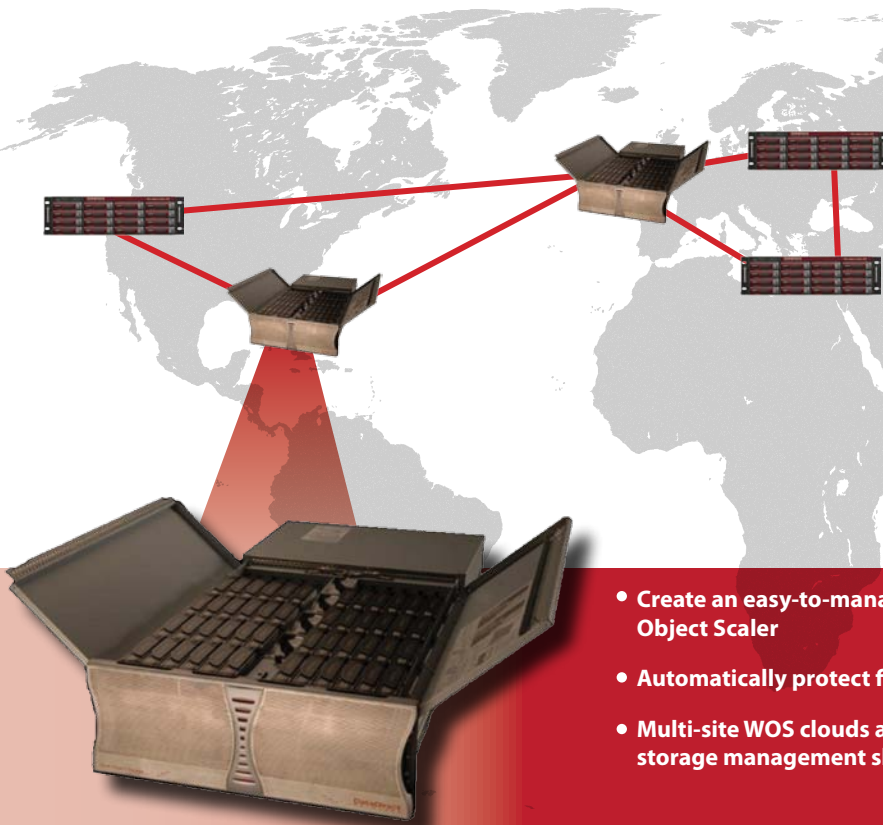 • Create an easy-to-mana
Object Scaler
• Automatically protect f
• Multi-site WOS clouds a
storage management s